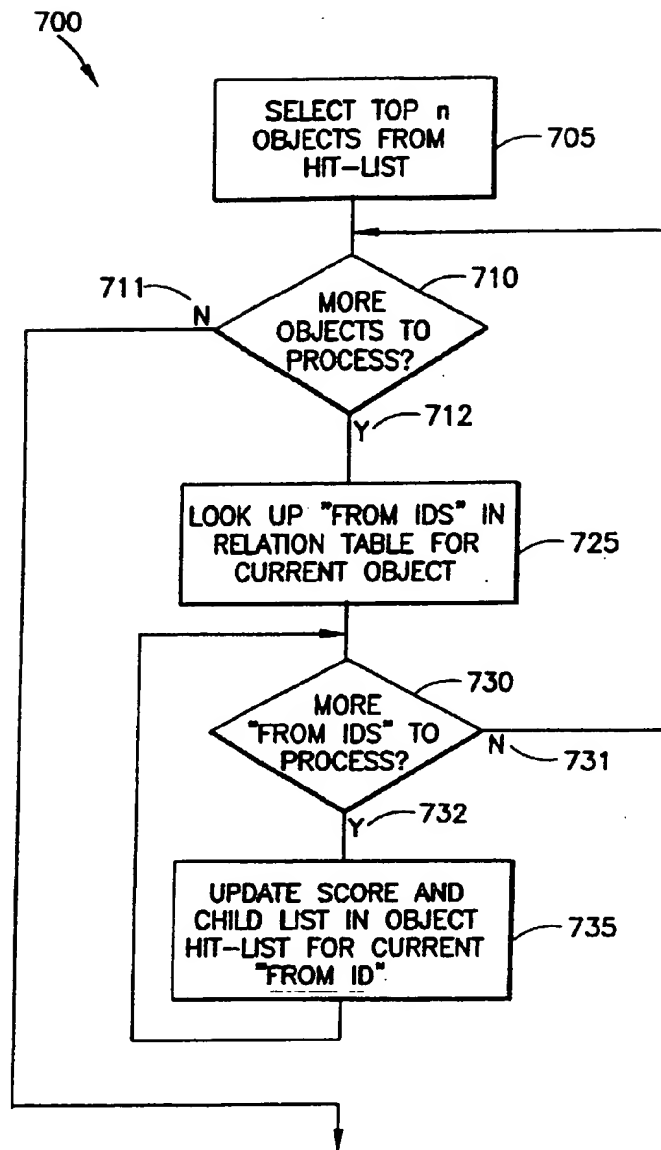 700
SELECT TOP n
OBJECTS FROM
HIT-LIST
705
711
N
710
MORE
OBJECTS TO
PROCESS?
Y
712
LOOK UP "FROM IDS" IN
RELATION TABLE FOR
CURRENT OBJECT
725
730
MORE
"FROM IDS" TO
PROCESS?
N
731
Y
732
UPDATE SCORE AND
CHILD LIST IN OBJECT
HIT-LIST FOR CURRENT
"FROM ID"
735